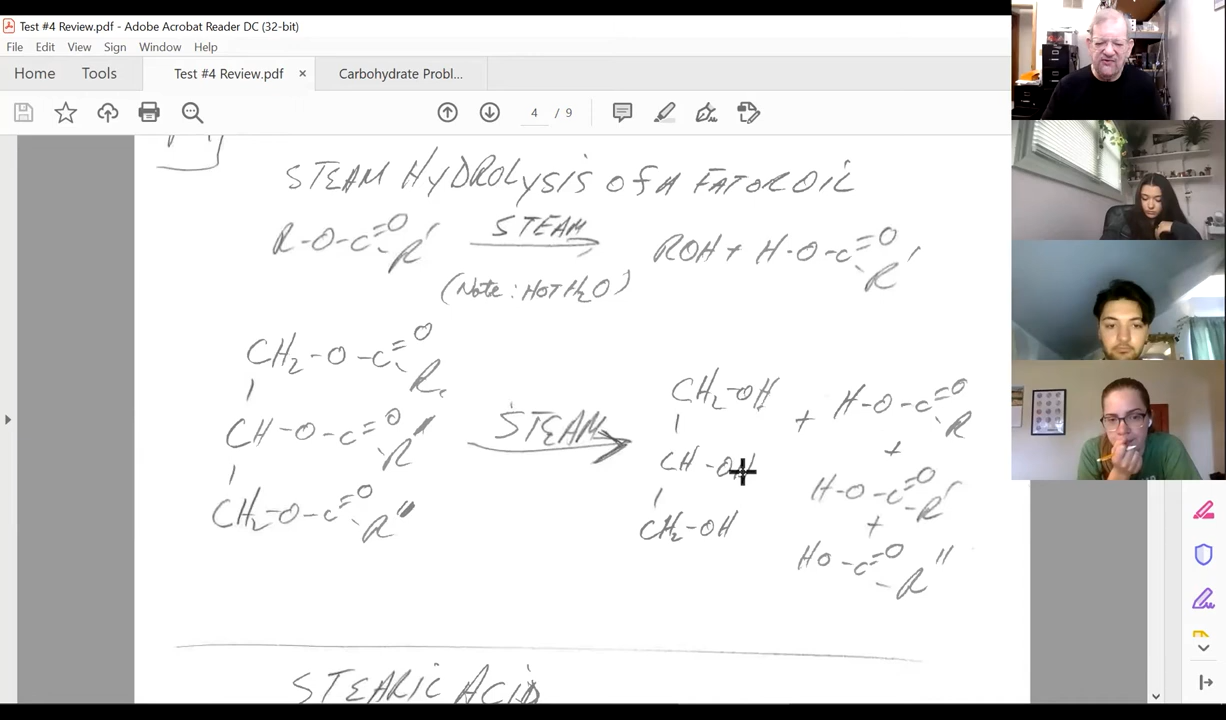 Test #4 Review.pdf - Adobe Acrobat Reader DC (32-bit)
File Edit View Sign Window Help
Home Tools Test #4 Review.pdf × Carbohydrate Probl...
4 / 9
STEAM HYDROLYSIS of A FAT OR OIL
R-O-C=O R' STEAM ROH + H-O-C=O R'
(Note: HOT H2O)
CH2-O-C=O R
CH-O-C=O R'
CH2-O-C=O R"
STEAM
CH2-OH + H-O-C=O R
+
CH-OH H-O-C=O R'
+
CH2-OH HO-C=O R"
STEARIC ACID